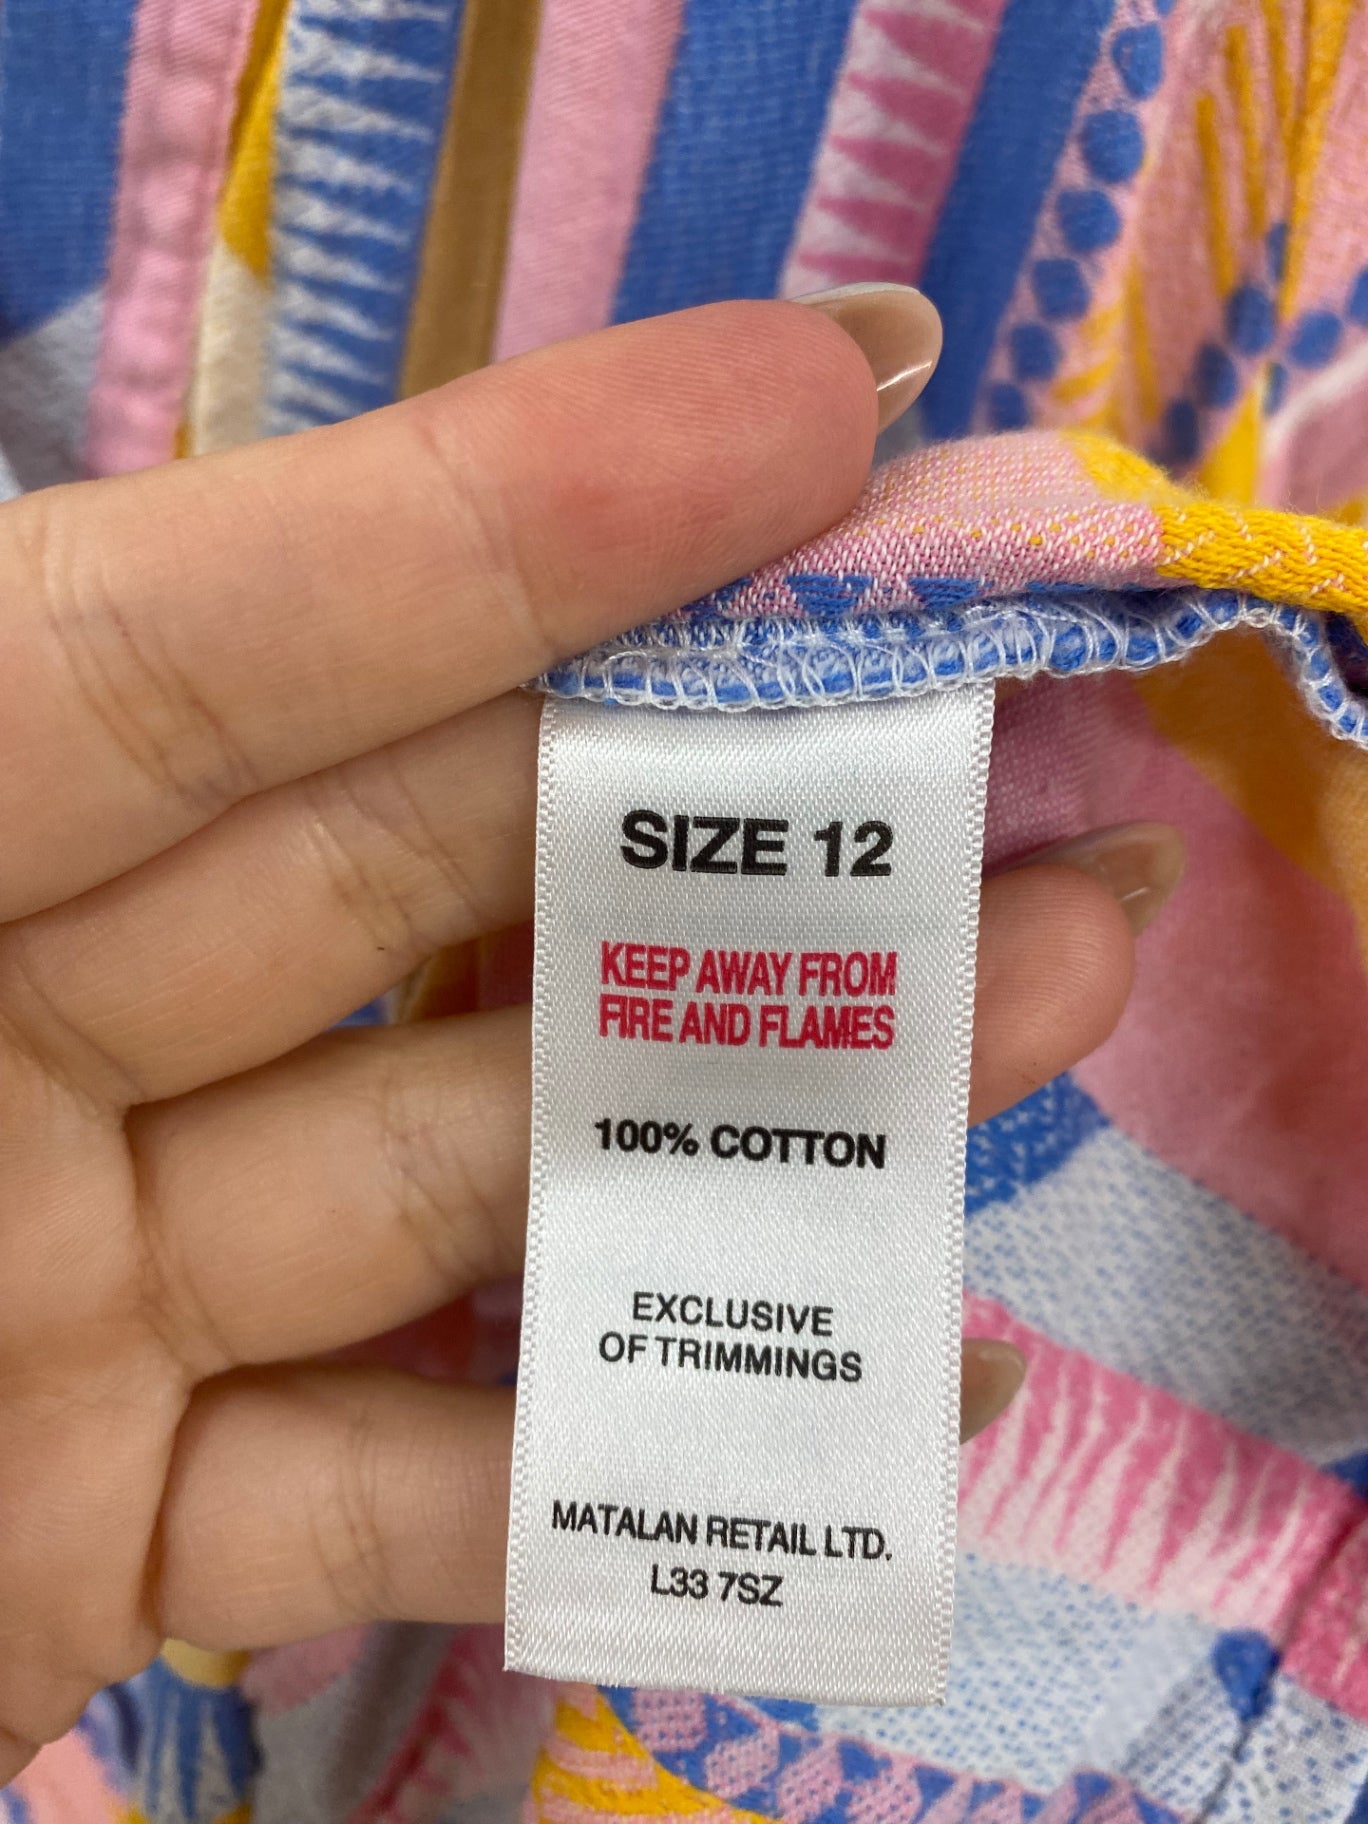 SIZE 12
KEEP AWAY FROM
FIRE AND FLAMES
100% COTTON
EXCLUSIVE
OF TRIMMINGS
MATALAN RETAIL LTD.
L33 7SZ